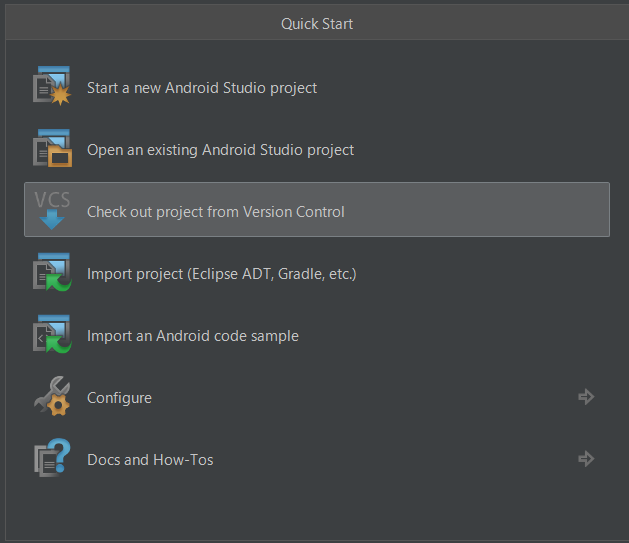 Quick Start
Start a new Android Studio project
Open an existing Android Studio project
VCS
Check out project from Version Control
Import project (Eclipse ADT, Gradle, etc.)
Import an Android code sample
Configure
Docs and How-Tos